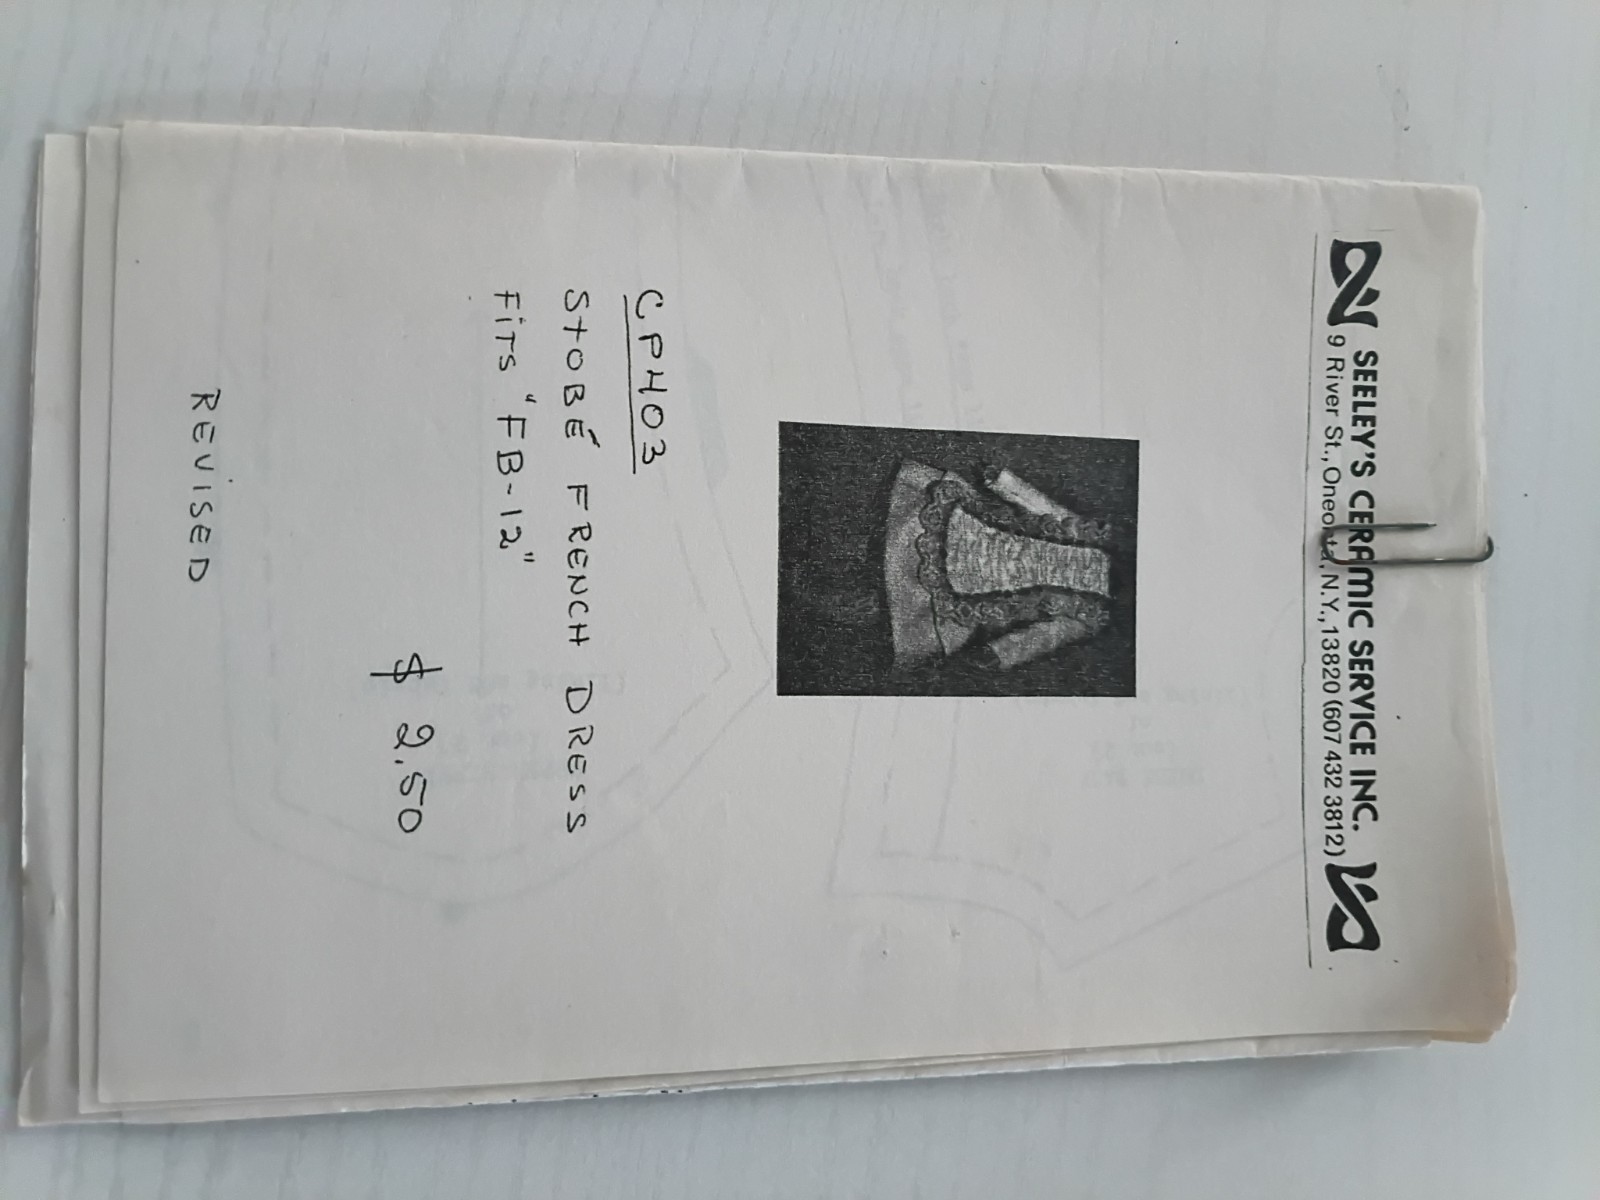 SEELEY'S CERAMIC SERVICE INC.
9 River St., Oneonta, N.Y., 13820 (607 432 3812)
CPH03
STOBÉ FRENCH DRESS
FiTS "FB-12"
$ 2.50
REViSED